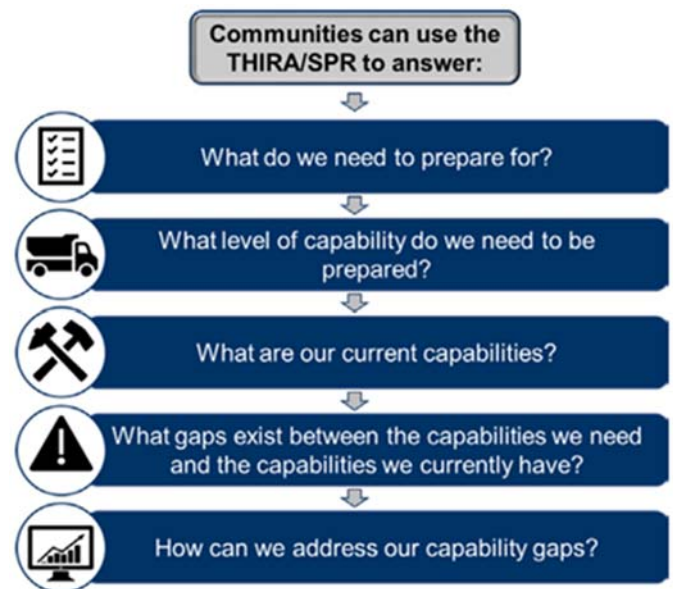 Communities can use the
THIRA/SPR to answer:
What do we need to prepare for?
What level of capability do we need to be
prepared?
What are our current capabilities?
What gaps exist between the capabilities we need
and the capabilities we currently have?
How can we address our capability gaps?